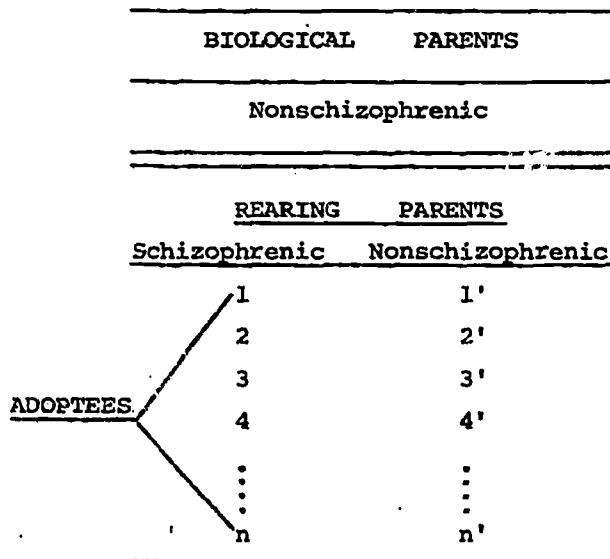 BIOLOGICAL PARENTS
Nonschizophrenic
REARING PARENTS
Schizophrenic Nonschizophrenic
1 1'
2 2'
3 3'
ADOPTEES 4 4'
n n'